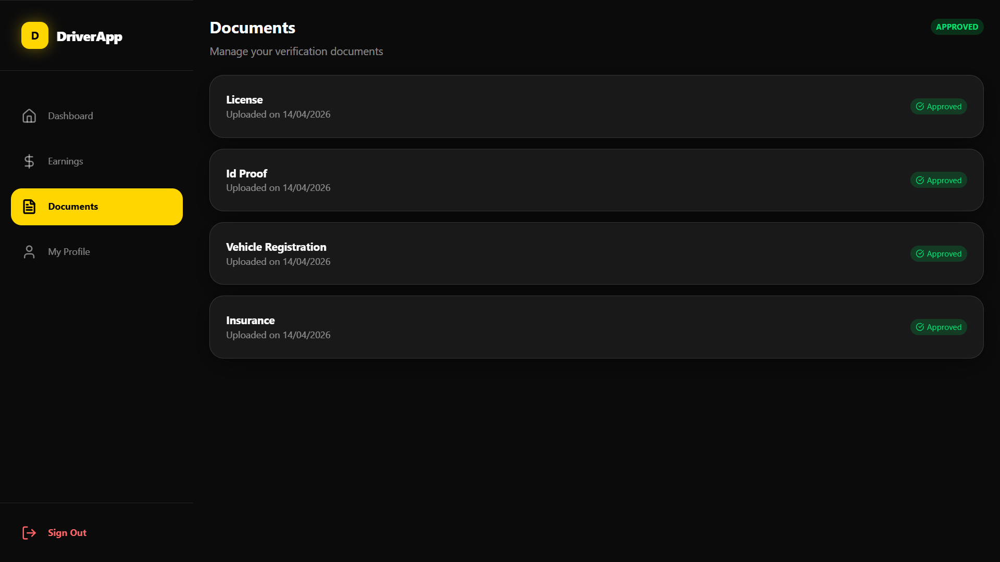 D
DriverApp
Dashboard
Earnings
Documents
My Profile
Sign Out
Documents
APPROVED
Manage your verification documents
License
Uploaded on 14/04/2026
Approved
Id Proof
Uploaded on 14/04/2026
Approved
Vehicle Registration
Uploaded on 14/04/2026
Approved
Insurance
Uploaded on 14/04/2026
Approved